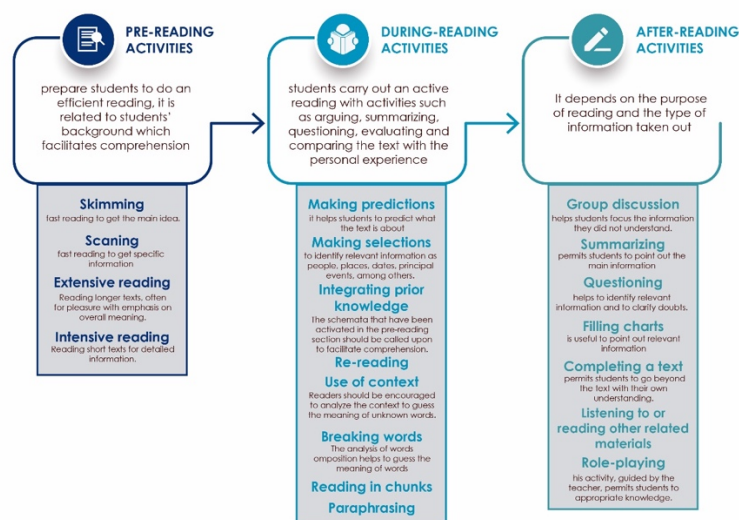 PRE-READING
ACTIVITIES
prepare students to do an
efficient reading, it is
related to students'
background which
facilitates comprehension
Skimming
fast reading to get the main idea.
Scaning
fast reading to get specific
information
Extensive reading
Reading longer texts, often
for pleasure with emphasis on
overall meaning.
Intensive reading
Reading short texts for detailed
information.
DURING-READING
ACTIVITIES
students carry out an active
reading with activities such
as arguing, summarizing,
questioning, evaluating and
comparing the text with the
personal experience
Making predictions
it helps students to predict what
the text is about
Making selections
to identify relevant information as
people, places, dates, principal
events, among others.
Integrating prior
knowledge
The schemata that have been
activated in the pre-reading
section should be called upon
to facilitate comprehension.
Re-reading
Use of context
Readers should be encouraged
to analyze the context to guess
the meaning of unknown words.
Breaking words
The analysis of words
omposition helps to guess the
meaning of words
Reading in chunks
Paraphrasing
AFTER-READING
ACTIVITIES
It depends on the purpose
of reading and the type of
information taken out
Group discussion
helps students focus the information
they did not understand.
Summarizing
permits students to point out the
main information
Questioning
helps to identify relevant
information and to clarify doubts.
Filling charts
is useful to point out relevant
information
Completing a text
permits students to go beyond
the text with their own
understanding.
Listening to or
reading other related
materials
Role-playing
his activity, guided by the
teacher, permits students to
appropriate knowledge.